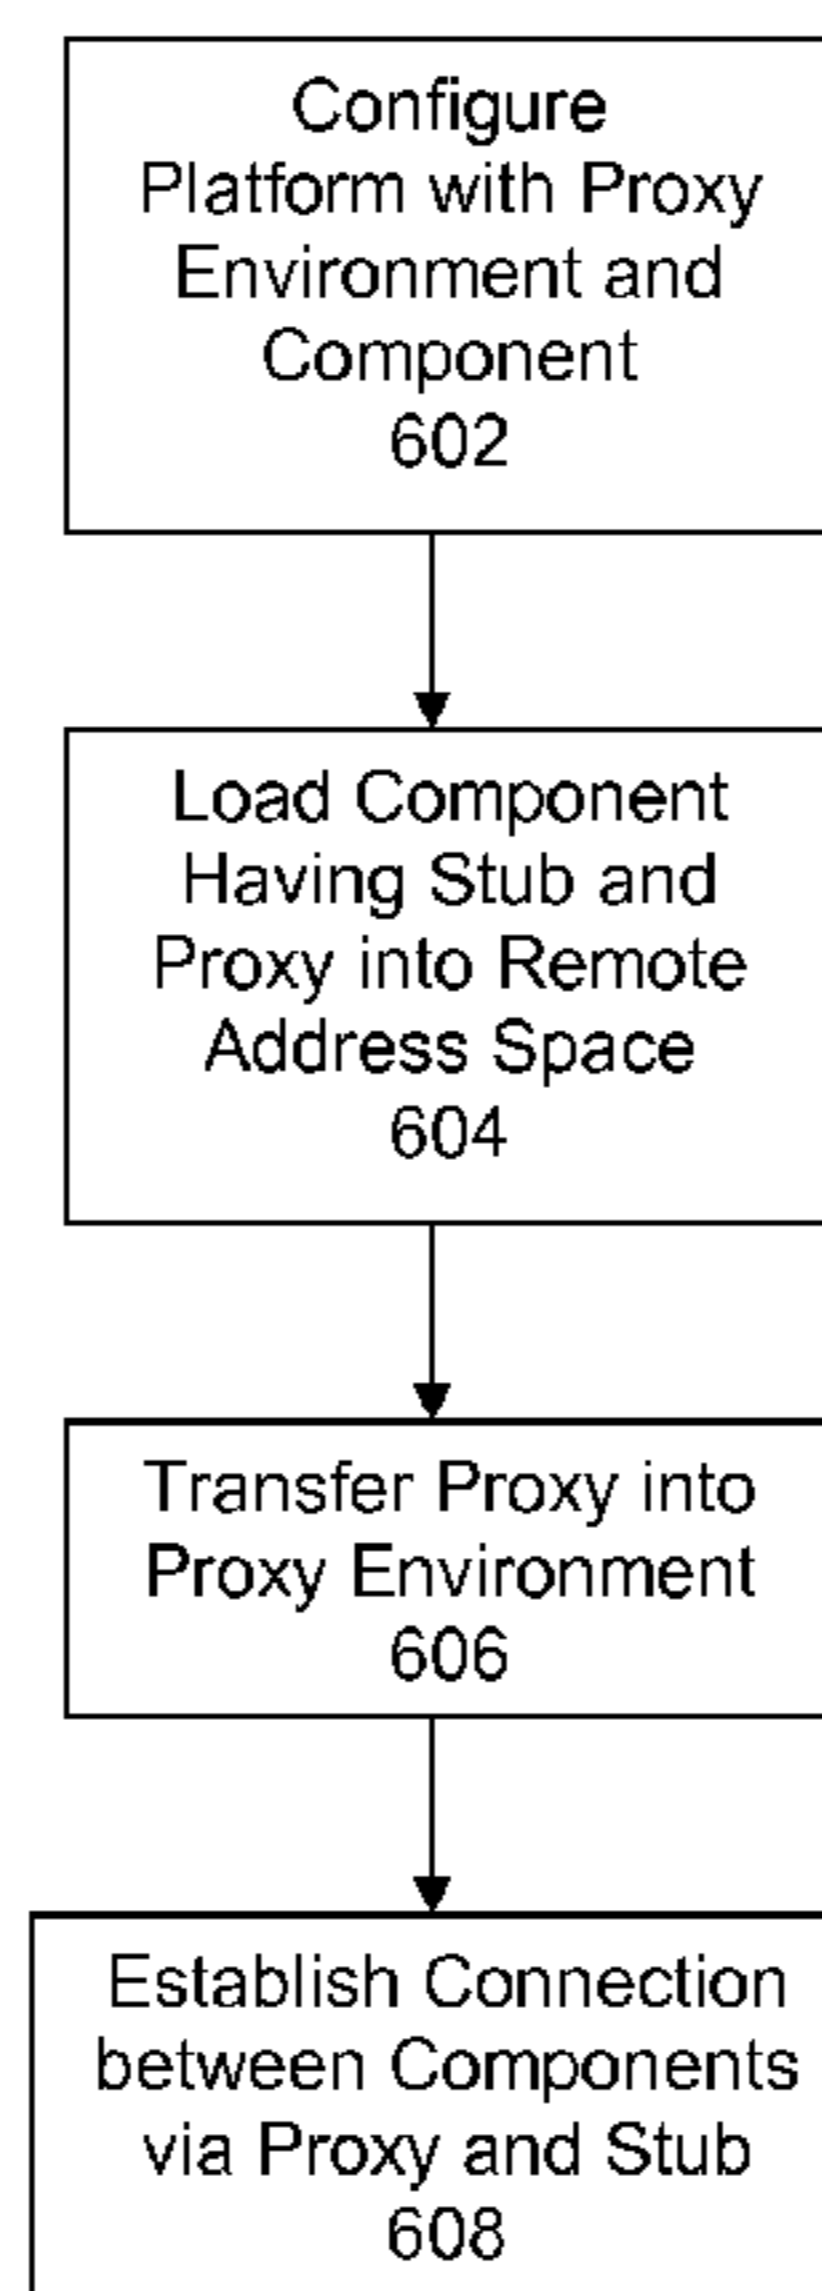 Configure
Platform with Proxy
Environment and
Component
602
Load Component
Having Stub and
Proxy into Remote
Address Space
604
Transfer Proxy into
Proxy Environment
606
Establish Connection
between Components
via Proxy and Stub
608